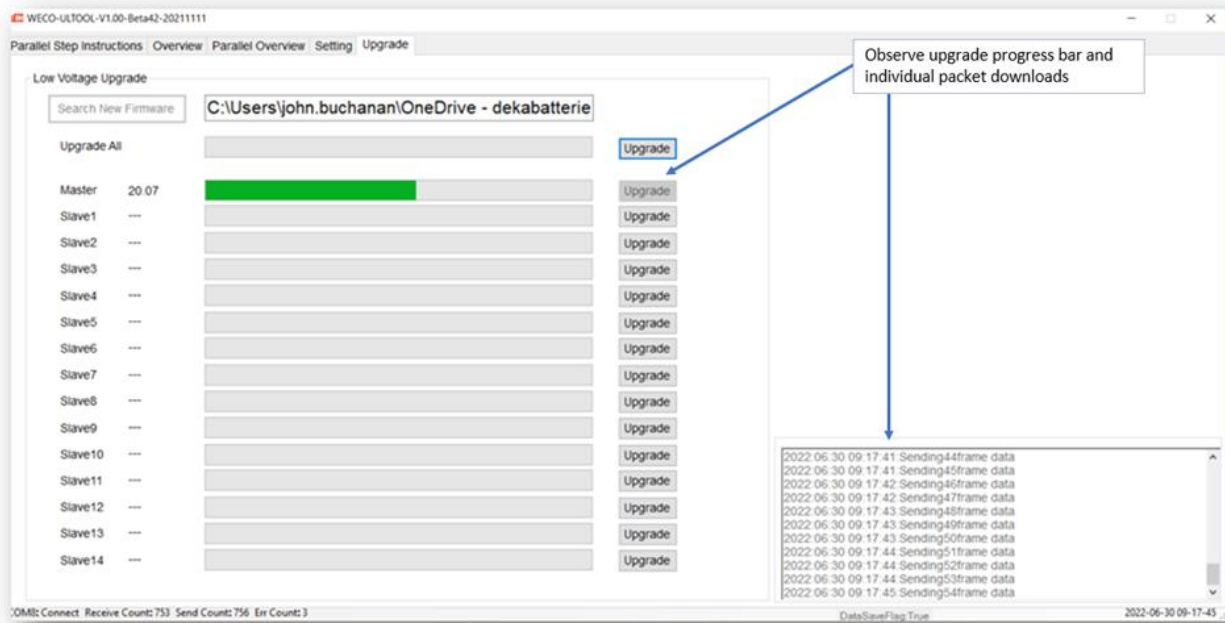 WECO-ULTOOL-V1.00-Beta42-20211111
Parallel Step Instructions Overview Parallel Overview Setting Upgrade
Observe upgrade progress bar and
individual packet downloads
Low Voltage Upgrade
Search New Firmware C:\Users\john.buchanan\OneDrive - dekabatterie
Upgrade All Upgrade
Master 20.07 Upgrade
Slave1 --- Upgrade
Slave2 --- Upgrade
Slave3 --- Upgrade
Slave4 --- Upgrade
Slave5 --- Upgrade
Slave6 --- Upgrade
Slave7 --- Upgrade
Slave8 --- Upgrade
Slave9 --- Upgrade
Slave10 --- Upgrade
Slave11 --- Upgrade
Slave12 --- Upgrade
Slave13 --- Upgrade
Slave14 --- Upgrade
2022:06:30 09:17:41:Sending44frame data
2022:06:30 09:17:41:Sending45frame data
2022:06:30 09:17:42:Sending46frame data
2022:06:30 09:17:42:Sending47frame data
2022:06:30 09:17:43:Sending48frame data
2022:06:30 09:17:43:Sending49frame data
2022:06:30 09:17:43:Sending50frame data
2022:06:30 09:17:44:Sending51frame data
2022:06:30 09:17:44:Sending52frame data
2022:06:30 09:17:44:Sending53frame data
2022:06:30 09:17:45:Sending54frame data
COM8: Connect Receive Count: 753 Send Count: 756 Err Count: 3
DataSaveFlag:True
2022-06-30 09-17-45